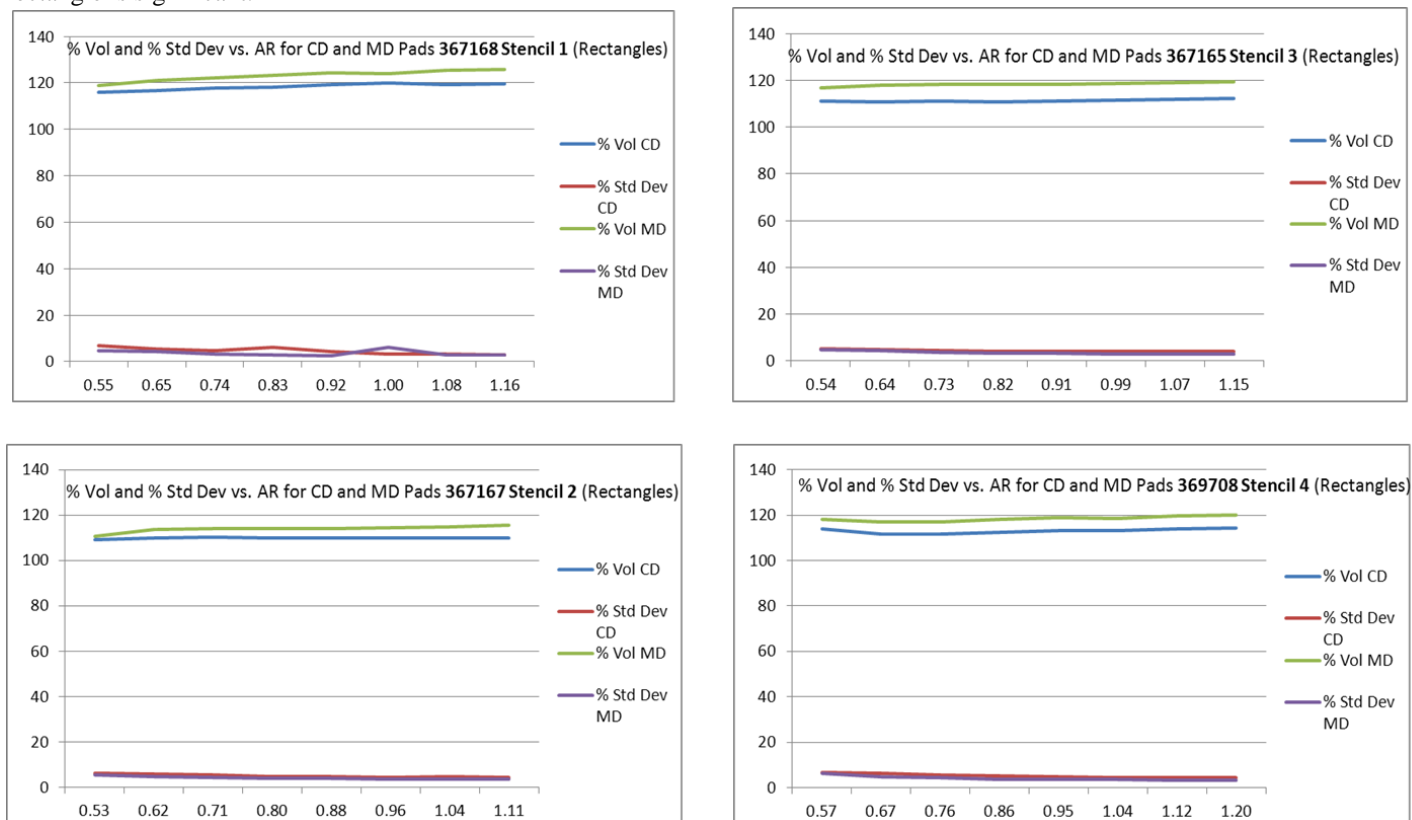 % Vol and % Std Dev vs. AR for CD and MD Pads 367168 Stencil 1 (Rectangles)
140
120
100
80
60
40
20
0
0.55 0.65 0.74 0.83 0.92 1.00 1.08 1.16
% Vol CD
% Std Dev
CD
% Vol MD
% Std Dev
MD
% Vol and % Std Dev vs. AR for CD and MD Pads 367165 Stencil 3 (Rectangles)
140
120
100
80
60
40
20
0
0.54 0.64 0.73 0.82 0.91 0.99 1.07 1.15
% Vol CD
% Std Dev
CD
% Vol MD
% Std Dev
MD
% Vol and % Std Dev vs. AR for CD and MD Pads 367167 Stencil 2 (Rectangles)
140
120
100
80
60
40
20
0
0.53 0.62 0.71 0.80 0.88 0.96 1.04 1.11
% Vol CD
% Std Dev
CD
% Vol MD
% Std Dev
MD
% Vol and % Std Dev vs. AR for CD and MD Pads 369708 Stencil 4 (Rectangles)
140
120
100
80
60
40
20
0
0.57 0.67 0.76 0.86 0.95 1.04 1.12 1.20
% Vol CD
% Std Dev
CD
% Vol MD
% Std Dev
MD